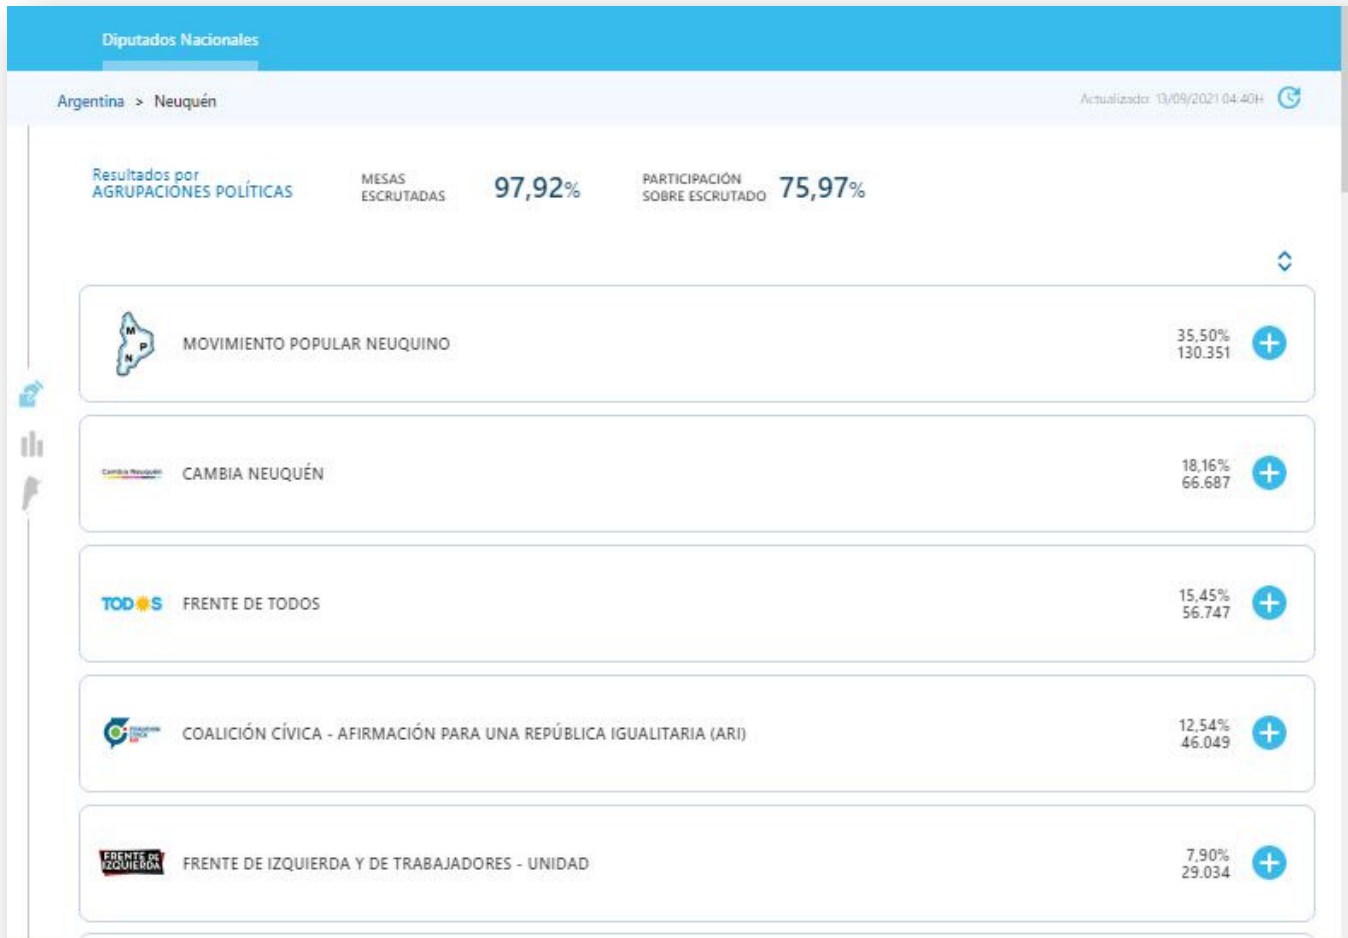 Diputados Nacionales
Argentina > Neuquén
Actualizado: 13/09/2021 04:40H
Resultados por
AGRUPACIONES POLÍTICAS
MESAS
ESCRUTADAS
97,92%
PARTICIPACIÓN
SOBRE ESCRUTADO
75,97%
M
P
N
MOVIMIENTO POPULAR NEUQUINO
35,50%
130.351
Cambia Neuquén
CAMBIA NEUQUÉN
18,16%
66.687
TODOS
FRENTE DE TODOS
15,45%
56.747
COALICIÓN CÍVICA - AFIRMACIÓN PARA UNA REPÚBLICA IGUALITARIA (ARI)
12,54%
46.049
FRENTE DE
IZQUIERDA
FRENTE DE IZQUIERDA Y DE TRABAJADORES - UNIDAD
7,90%
29.034